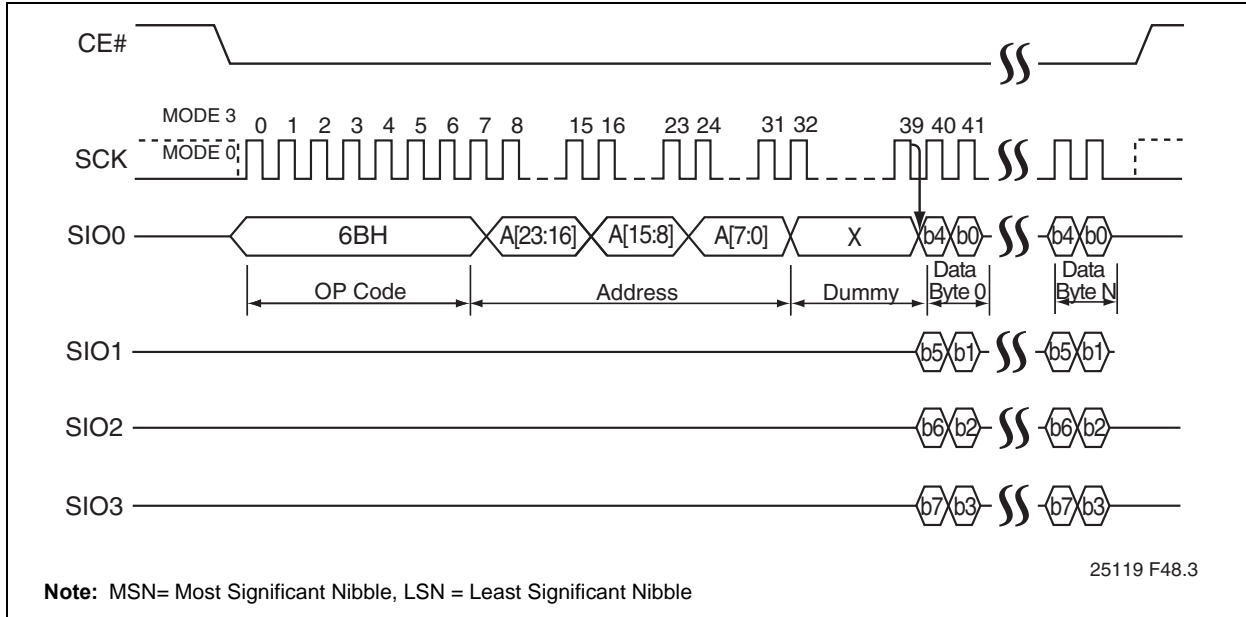 CE#
MODE 3
0 1 2 3 4 5 6 7 8 15 16 23 24 31 32 39 40 41
SCK MODE 0
SIO0 6BH A[23:16] A[15:8] A[7:0] X b4 b0 b4 b0
OP Code Address Dummy Data Byte 0 Data Byte N
SIO1 b5 b1 b5 b1
SIO2 b6 b2 b6 b2
SIO3 b7 b3 b7 b3
25119 F48.3
Note: MSN= Most Significant Nibble, LSN = Least Significant Nibble